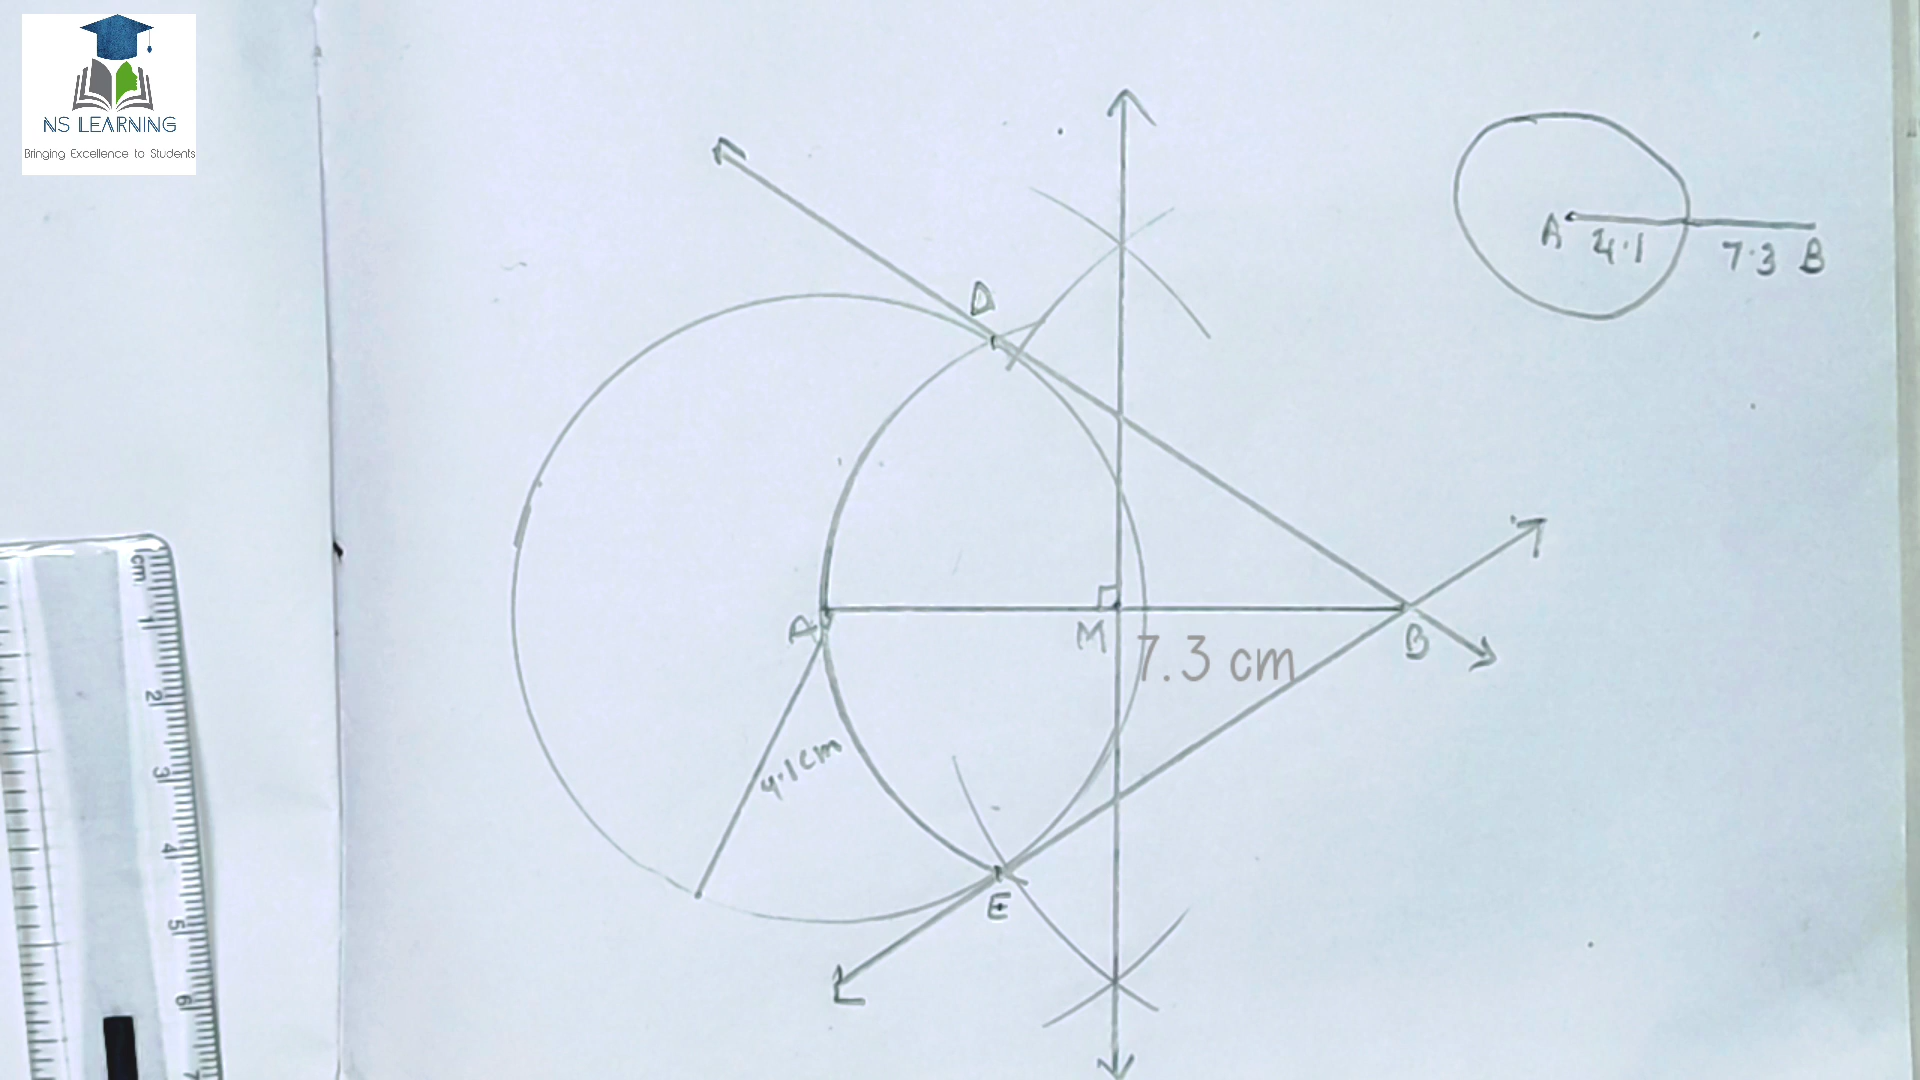 NS LEARNING
Bringing Excellence to Students
D
A 4.1 7.3 B
A M B
7.3 cm
4.1cm
E
cm
1
2
3
4
5
6
7